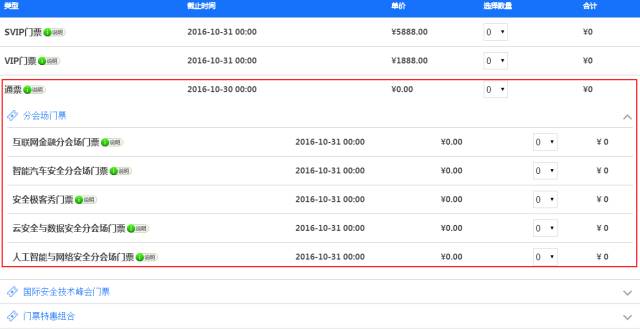 类型 截止时间 单价 选择数量 合计
SVIP门票 说明 2016-10-31 00:00 ¥5888.00 0 ¥0
VIP门票 说明 2016-10-31 00:00 ¥1888.00 0 ¥0
通票 说明 2016-10-30 00:00 ¥0.00 0 ¥0
分会场门票
互联网金融分会场门票 说明 2016-10-31 00:00 ¥0.00 0 ¥ 0
智能汽车安全分会场门票 说明 2016-10-31 00:00 ¥0.00 0 ¥ 0
安全极客秀门票 说明 2016-10-31 00:00 ¥0.00 0 ¥ 0
云安全与数据安全分会场门票 说明 2016-10-31 00:00 ¥0.00 0 ¥ 0
人工智能与网络安全分会场门票 说明 2016-10-31 00:00 ¥0.00 0 ¥ 0
国际安全技术峰会门票
门票特惠组合